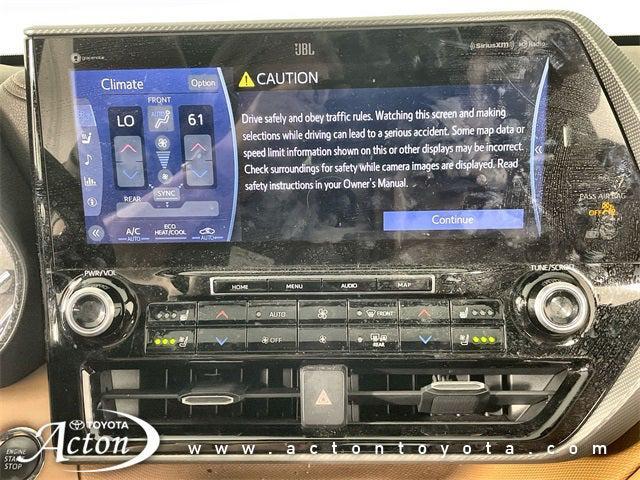 gracenote
JBL
SiriusXM
HD Radio
Climate
Option
FRONT
LO
AUTO
61
SYNC
REAR
A/C
AUTO
ECO
HEAT/COOL
AUTO
CAUTION
Drive safely and obey traffic rules. Watching this screen and making
selections while driving can lead to a serious accident. Some map data or
speed limit information shown on this or other displays may be incorrect.
Check surroundings for safety while camera images are displayed. Read
safety instructions in your Owner's Manual.
Continue
PASS AIR BAG
OFF
PWR/VOL
TUNE/SCROLL
HOME
MENU
AUDIO
MAP
AUTO
FRONT
OFF
REAR
ENGINE
START
STOP
TOYOTA
Acton
www.actontoyota.com